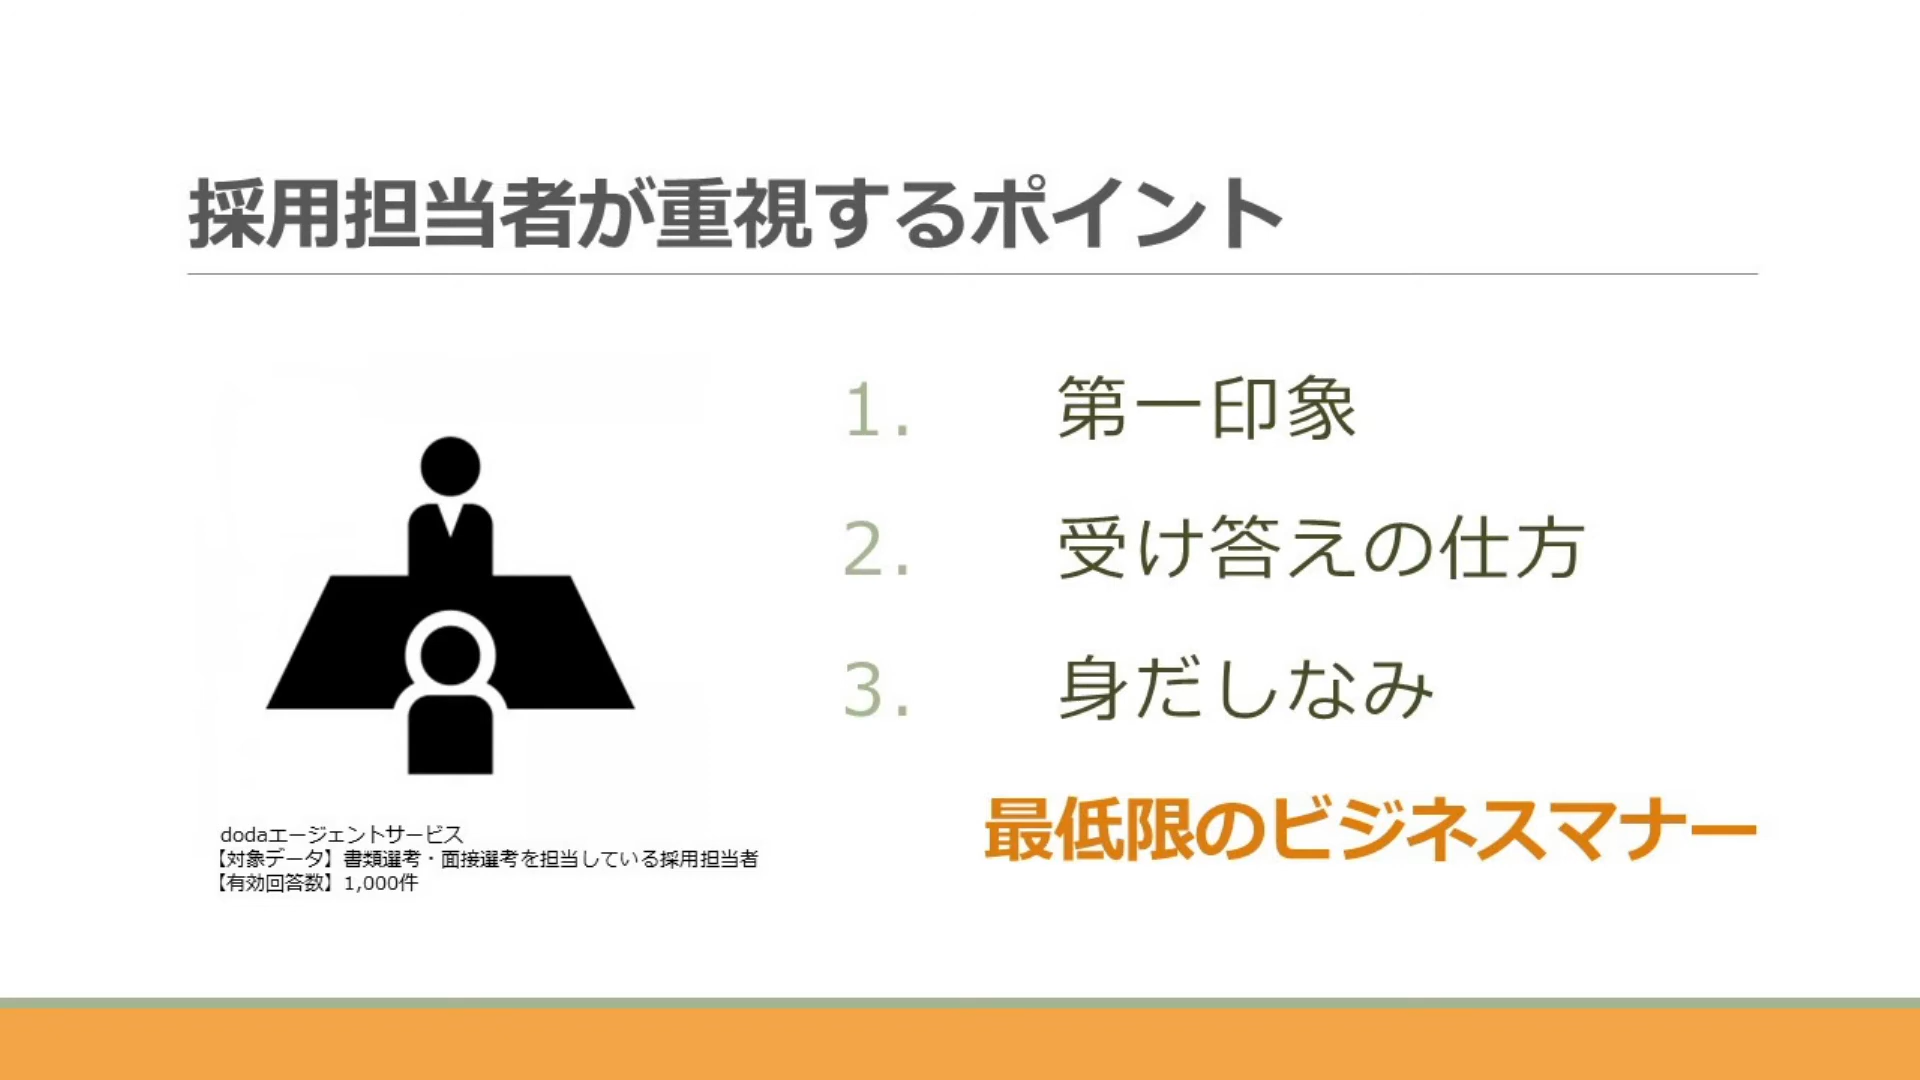 採用担当者が重視するポイント
1. 第一印象
2. 受け答えの仕方
3. 身だしなみ
最低限のビジネスマナー
dodaエージェントサービス
【対象データ】書類選考・面接選考を担当している採用担当者
【有効回答数】1,000件